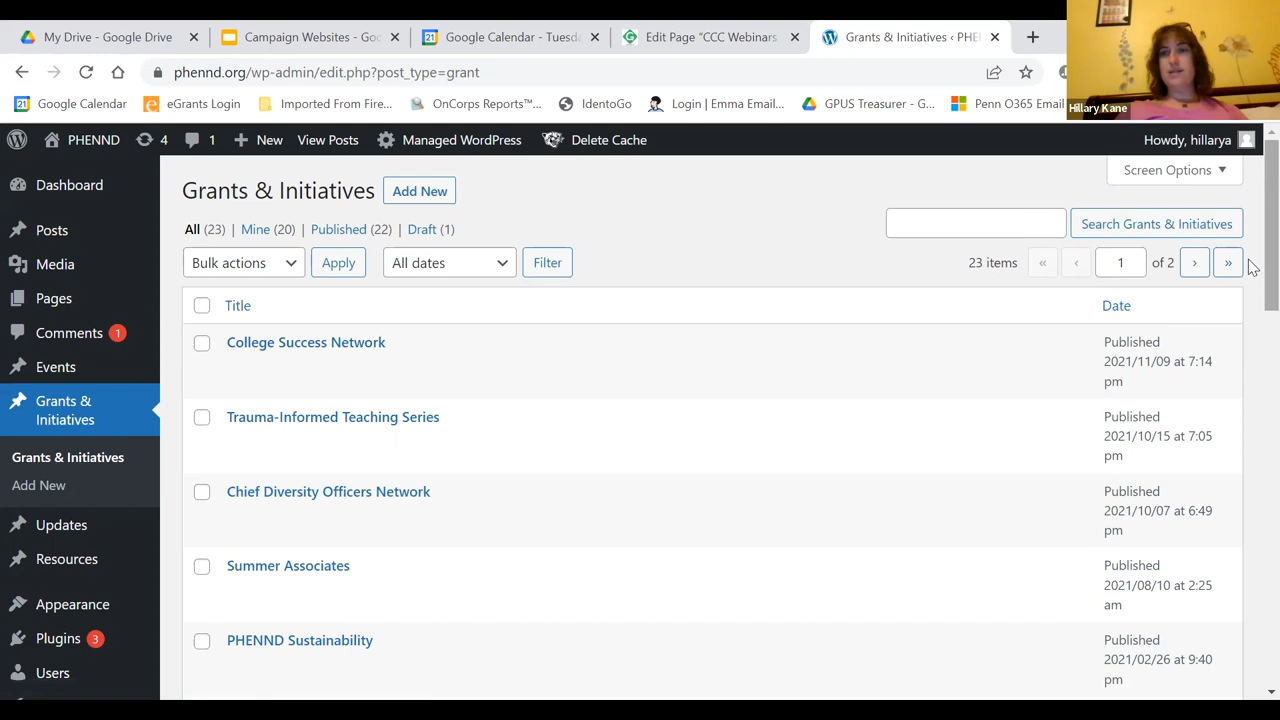 My Drive - Google Drive
Campaign Websites - Goo
Google Calendar - Tuesda
Edit Page “CCC Webinars
Grants & Initiatives ‹ PHE
phennd.org/wp-admin/edit.php?post_type=grant
Google Calendar
eGrants Login
Imported From Fire...
OnCorps Reports™...
IdentoGo
Login | Emma Email...
GPUS Treasurer - G...
Penn O365 Email
Hillary Kane
PHENND
4
1
New
View Posts
Managed WordPress
Delete Cache
Howdy, hillarya
Dashboard
Posts
Media
Pages
Comments 1
Events
Grants &
Initiatives
Grants & Initiatives
Add New
Updates
Resources
Appearance
Plugins 3
Users
Screen Options
Grants & Initiatives Add New
All (23) | Mine (20) | Published (22) | Draft (1)
Search Grants & Initiatives
Bulk actions Apply All dates Filter
23 items « ‹ 1 of 2 › »
Title Date
College Success Network
Published
2021/11/09 at 7:14
pm
Trauma-Informed Teaching Series
Published
2021/10/15 at 7:05
pm
Chief Diversity Officers Network
Published
2021/10/07 at 6:49
pm
Summer Associates
Published
2021/08/10 at 2:25
am
PHENND Sustainability
Published
2021/02/26 at 9:40
pm